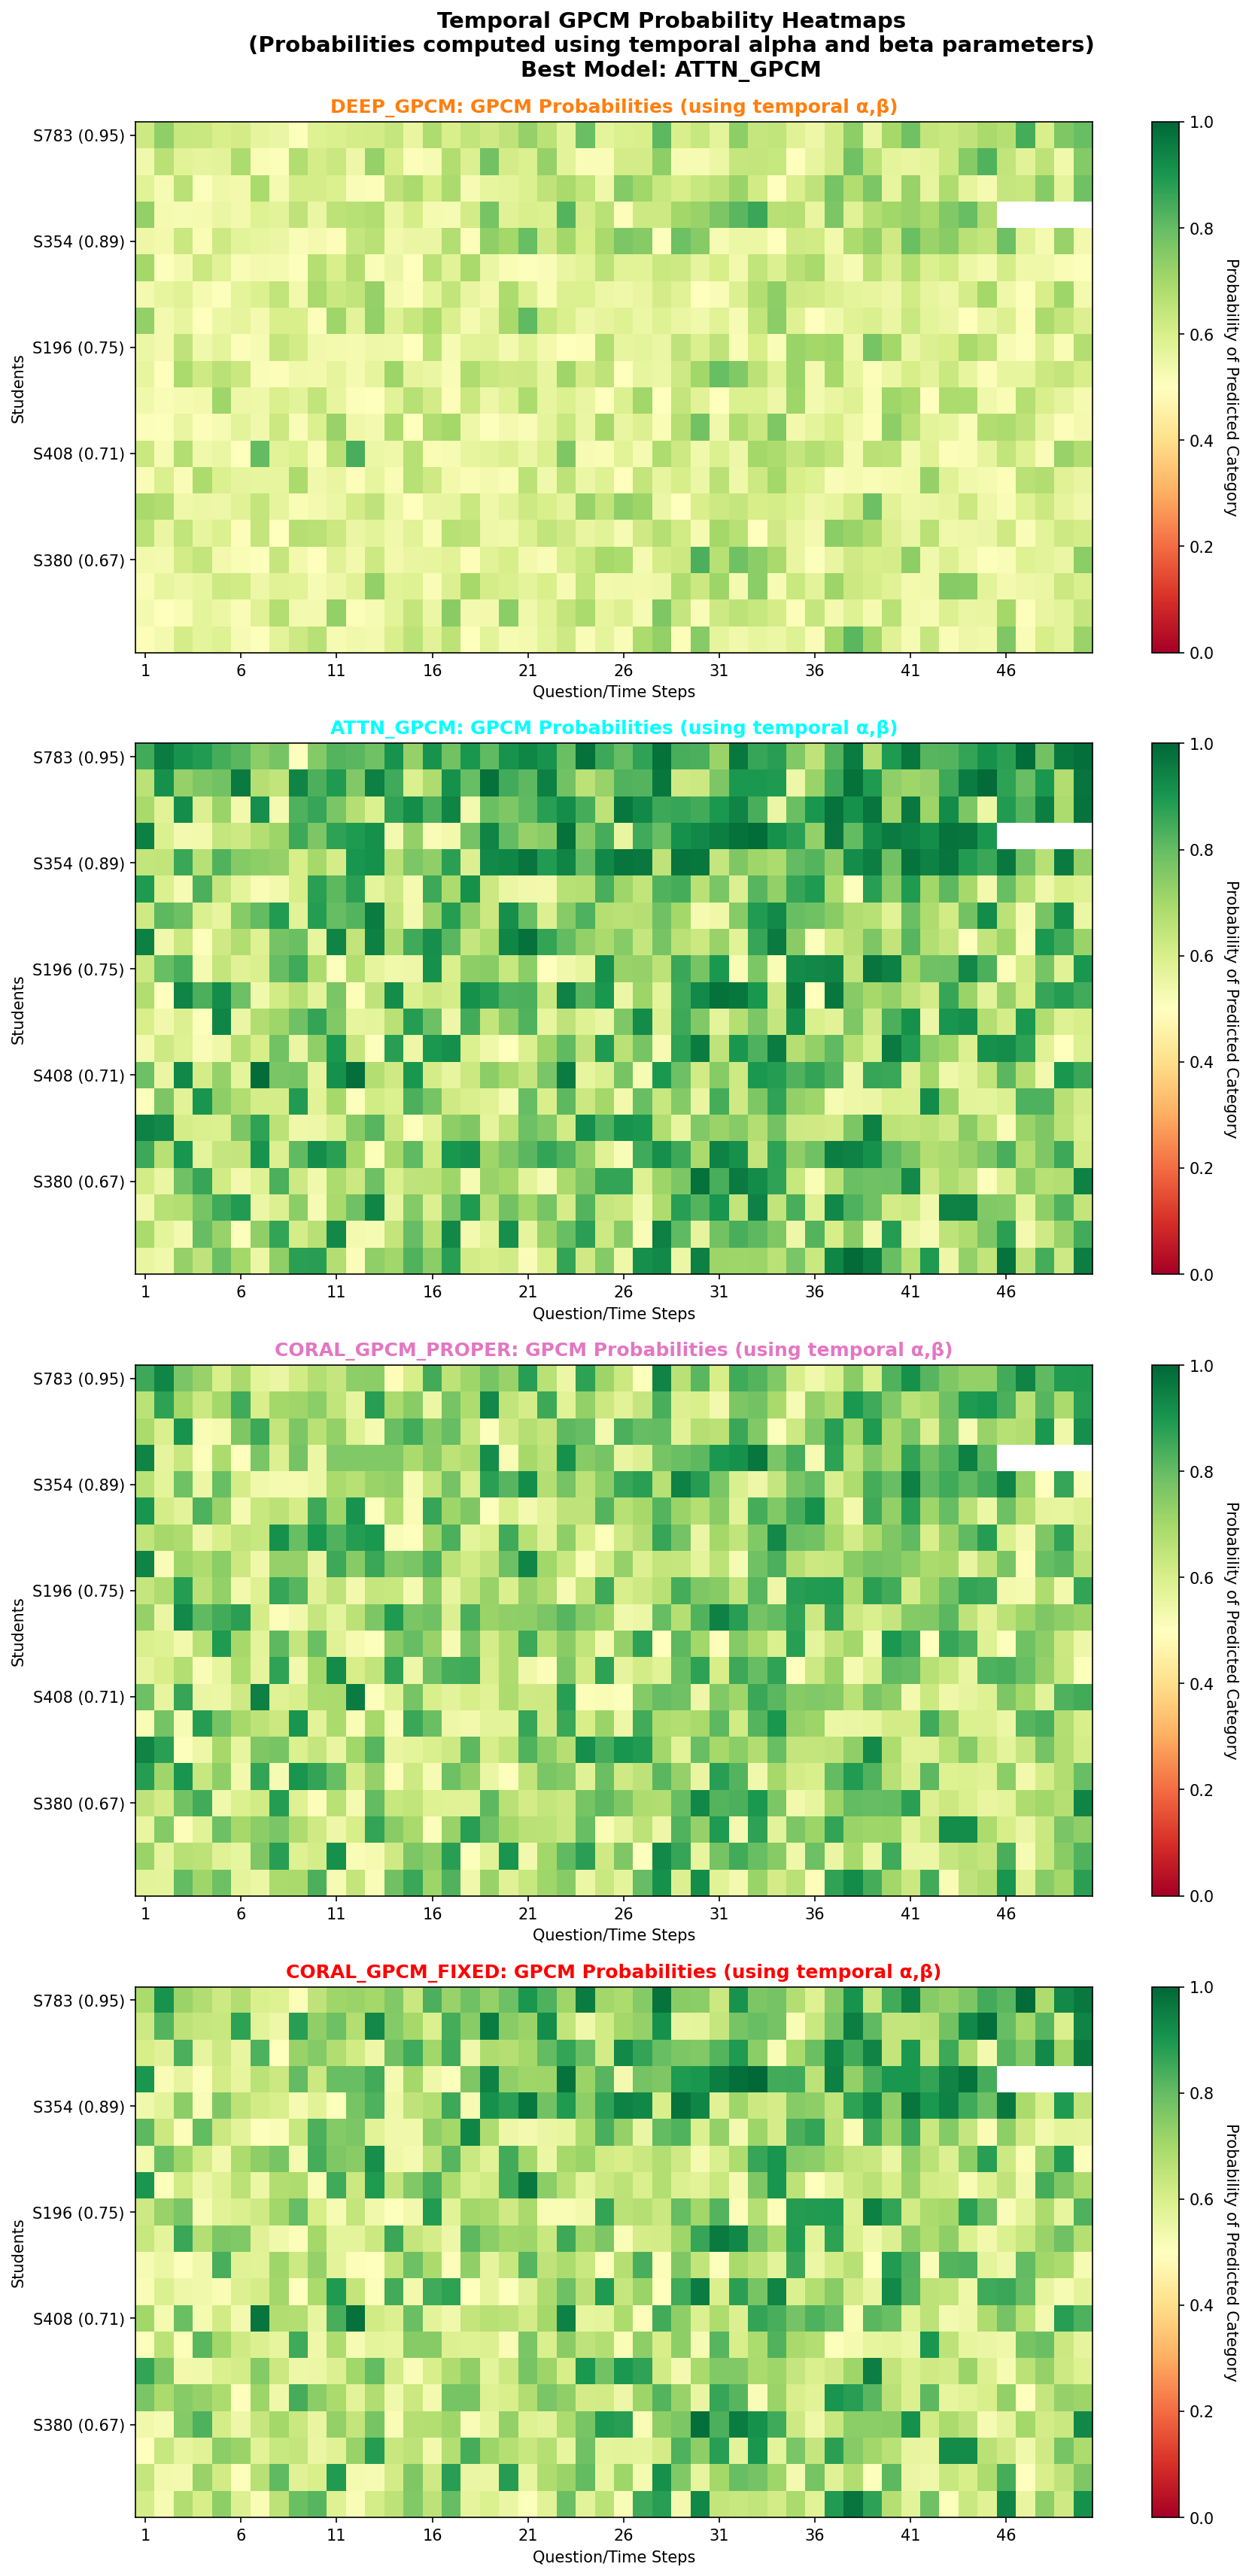 Temporal GPCM Probability Heatmaps
(Probabilities computed using temporal alpha and beta parameters)
Best Model: ATTN_GPCM
DEEP_GPCM: GPCM Probabilities (using temporal α,β)
S783 (0.95)
S354 (0.89)
S196 (0.75)
S408 (0.71)
S380 (0.67)
Students
1 6 11 16 21 26 31 36 41 46
Question/Time Steps
1.0
0.8
0.6
0.4
0.2
0.0
Probability of Predicted Category
ATTN_GPCM: GPCM Probabilities (using temporal α,β)
S783 (0.95)
S354 (0.89)
S196 (0.75)
S408 (0.71)
S380 (0.67)
Students
1 6 11 16 21 26 31 36 41 46
Question/Time Steps
1.0
0.8
0.6
0.4
0.2
0.0
Probability of Predicted Category
CORAL_GPCM_PROPER: GPCM Probabilities (using temporal α,β)
S783 (0.95)
S354 (0.89)
S196 (0.75)
S408 (0.71)
S380 (0.67)
Students
1 6 11 16 21 26 31 36 41 46
Question/Time Steps
1.0
0.8
0.6
0.4
0.2
0.0
Probability of Predicted Category
CORAL_GPCM_FIXED: GPCM Probabilities (using temporal α,β)
S783 (0.95)
S354 (0.89)
S196 (0.75)
S408 (0.71)
S380 (0.67)
Students
1 6 11 16 21 26 31 36 41 46
Question/Time Steps
1.0
0.8
0.6
0.4
0.2
0.0
Probability of Predicted Category